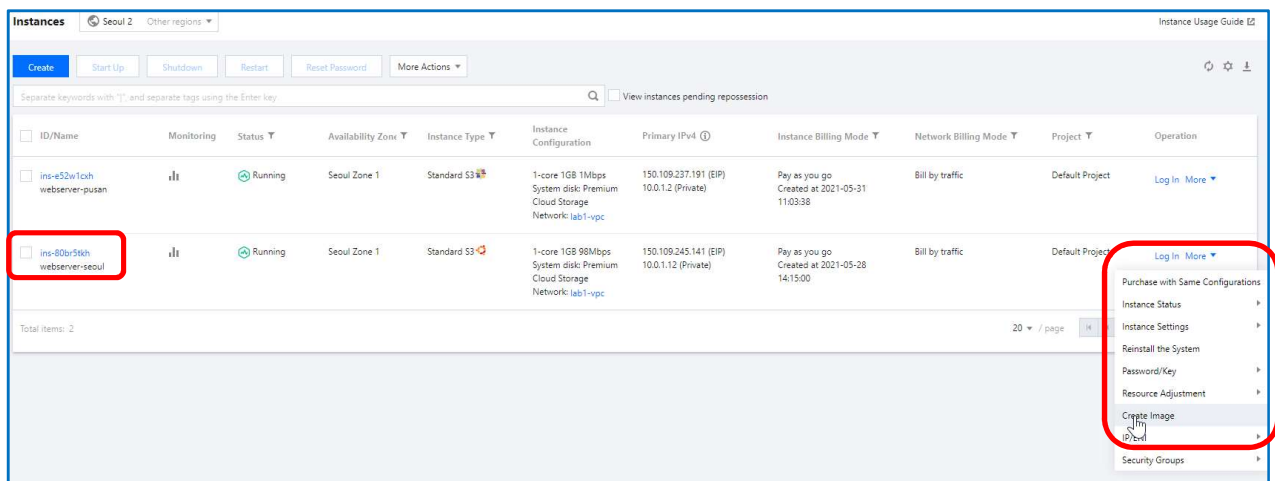 Instances Seoul 2 Other regions Instance Usage Guide
Create Start Up Shutdown Restart Reset Password More Actions
Separate keywords with "|", and separate tags using the Enter key View instances pending repossession
ID/Name Monitoring Status Availability Zone Instance Type Instance Configuration Primary IPv4 Instance Billing Mode Network Billing Mode Project Operation
ins-e52w1cxh Running Seoul Zone 1 Standard S3 1-core 1GB 1Mbps 150.109.237.191 (EIP) Pay as you go Bill by traffic Default Project Log In More
webserver-pusan System disk: Premium 10.0.1.2 (Private) Created at 2021-05-31
Cloud Storage 11:03:38
Network: lab1-vpc
ins-80br5tkh Running Seoul Zone 1 Standard S3 1-core 1GB 98Mbps 150.109.245.141 (EIP) Pay as you go Bill by traffic Default Project Log In More
webserver-seoul System disk: Premium 10.0.1.12 (Private) Created at 2021-05-28
Cloud Storage 14:15:00
Network: lab1-vpc
Total items: 2 20 / page
Purchase with Same Configurations
Instance Status
Instance Settings
Reinstall the System
Password/Key
Resource Adjustment
Create Image
IP/ENI
Security Groups